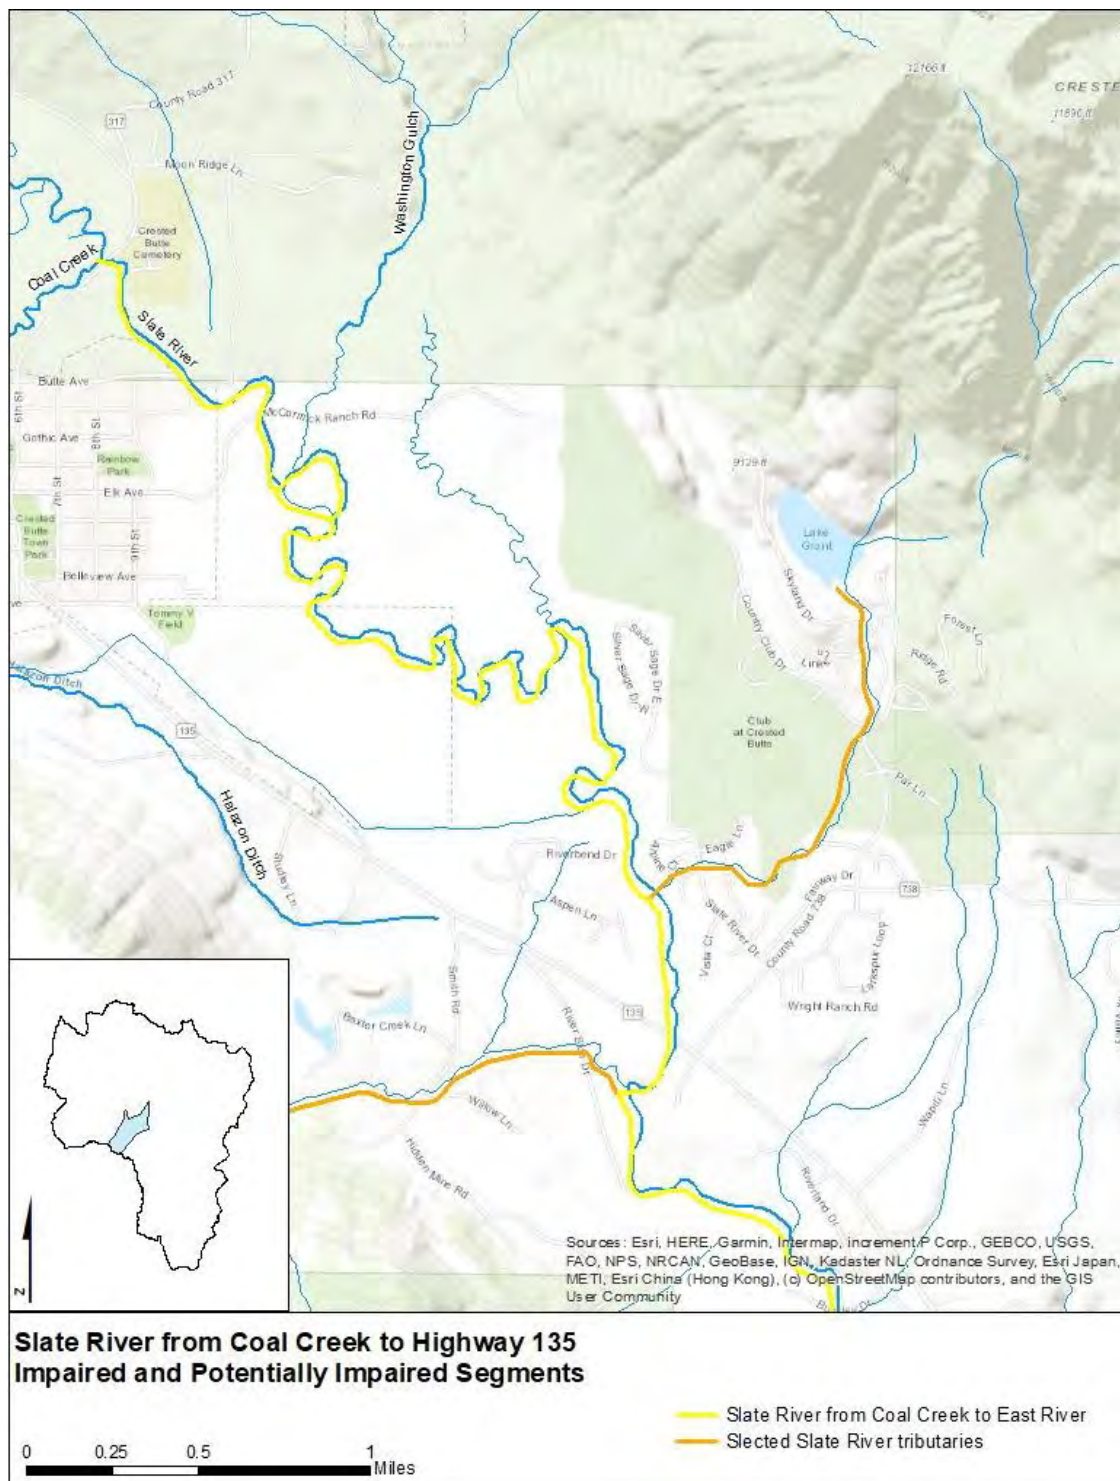 12166 ft
CRESTE
11890 ft
County Road 317
317
Washington Gulch
Moon Ridge Ln
Crested
Butte
Cemetery
Coal Creek
Slate River
Butte Ave
6th St
8th St
McCormick Ranch Rd
Gothic Ave
Rainbow
Park
7th St
Elk Ave
9129 ft
Crested
Butte
Town
Park
9th St
Lake
Grant
Belleview Ave
Skyland Dr
Tommy V
Field
Country Club Dr
Forest Ln
Silver Sage Dr E
Silver Sage Dr W
Ridge Rd
Halazon Ditch
135
Club
at Crested
Butte
Par Ln
Halazon Ditch
Riverbend Dr
Alpine Ct
Eagle Ln
Fairway Dr
738
Aspen Ln
Slate River Dr
County Road 738
Vista Ct
Larkspur Loop
Smith Rd
Wright Ranch Rd
135
Baxter Creek Ln
Willow Ln
Wapiti Ln
Hidden Mine Rd
Riverland Dr
N
Sources: Esri, HERE, Garmin, Intermap, increment P Corp., GEBCO, USGS,
FAO, NPS, NRCAN, GeoBase, IGN, Kadaster NL, Ordnance Survey, Esri Japan,
METI, Esri China (Hong Kong), (c) OpenStreetMap contributors, and the GIS
User Community
Slate River from Coal Creek to Highway 135
Impaired and Potentially Impaired Segments
Slate River from Coal Creek to East River
Slected Slate River tributaries
0 0.25 0.5 1
Miles